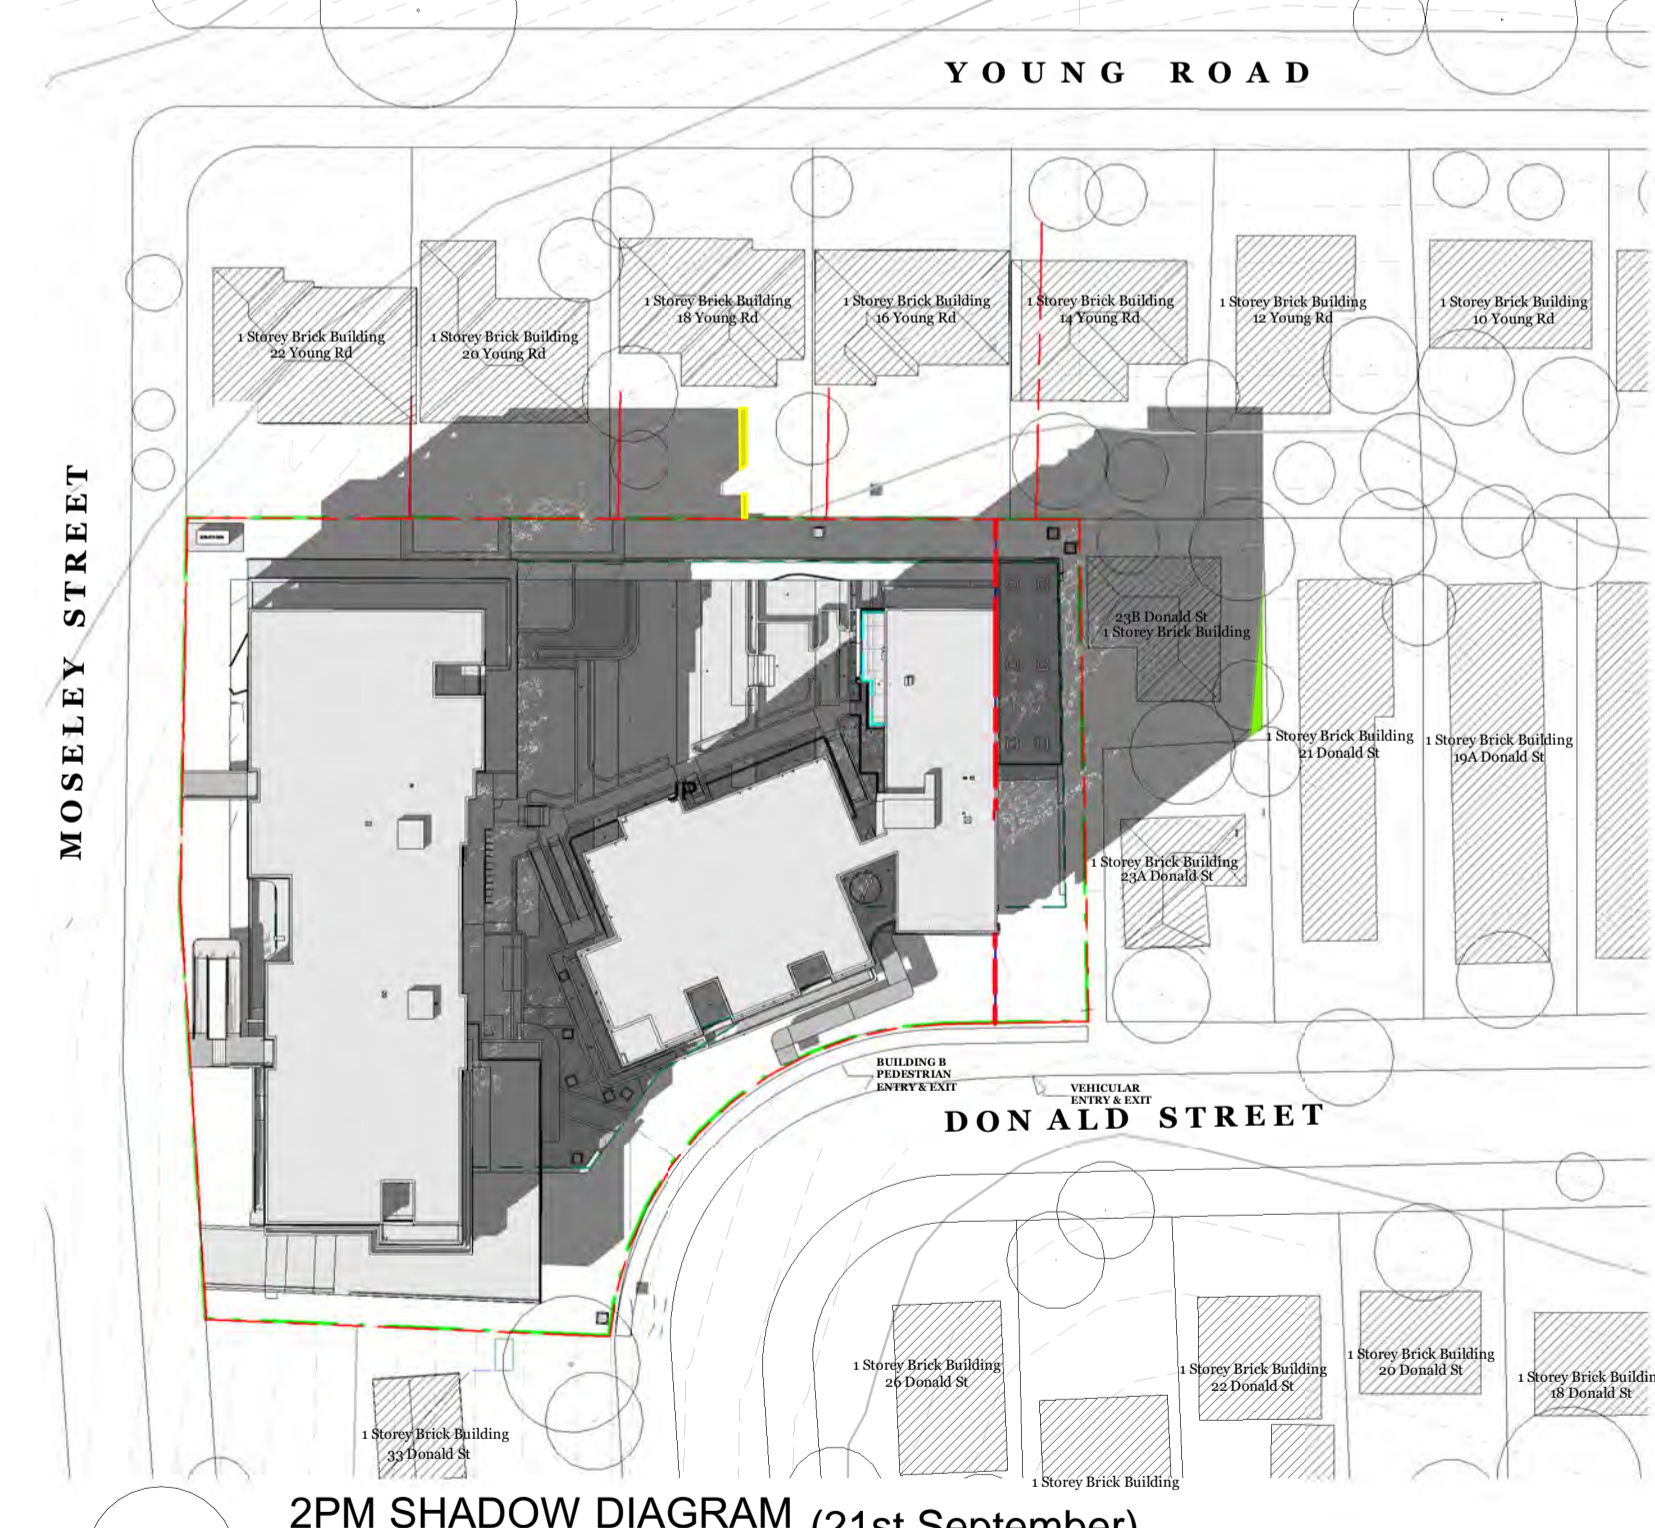 YOUNG ROAD
1 Storey Brick Building
18 Young Rd
1 Storey Brick Building
16 Young Rd
1 Storey Brick Building
14 Young Rd
1 Storey Brick Building
12 Young Rd
1 Storey Brick Building
10 Young Rd
1 Storey Brick Building
22 Young Rd
1 Storey Brick Building
20 Young Rd
MOSELEY STREET
23B Donald St
1 Storey Brick Building
1 Storey Brick Building
21 Donald St
1 Storey Brick Building
19A Donald St
1 Storey Brick Building
23A Donald St
BUILDING B
PEDESTRIAN
ENTRY & EXIT
VEHICULAR
ENTRY & EXIT
DONALD STREET
1 Storey Brick Building
26 Donald St
1 Storey Brick Building
22 Donald St
1 Storey Brick Building
20 Donald St
1 Storey Brick Buildin
18 Donald St
1 Storey Brick Building
33 Donald St
1 Storey Brick Building
2PM SHADOW DIAGRAM (21st September)